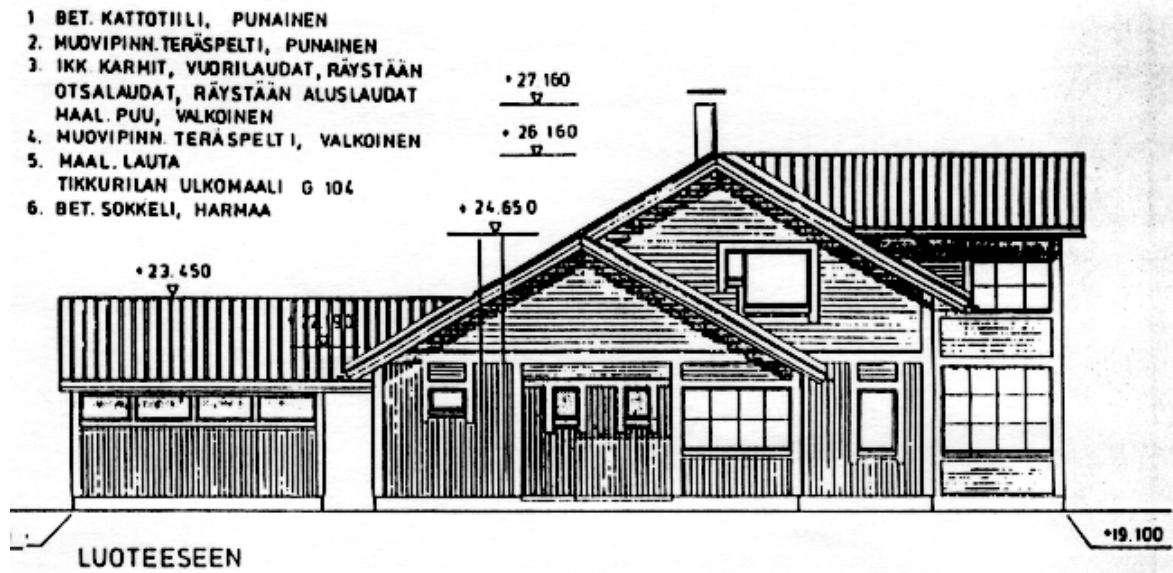 1 BET. KATTOTIILI, PUNAINEN
2. MUOVIPINN. TERÄSPELTI, PUNAINEN
3. IKK. KARMIT, VUORILAUDAT, RÄYSTÄÄN
OTSALAUDAT, RÄYSTÄÄN ALUSLAUDAT
MAAL. PUU, VALKOINEN
4. MUOVIPINN. TERÄSPELTI, VALKOINEN
5. MAAL. LAUTA
TIKKURILAN ULKOMAALI G 104
6. BET. SOKKELI, HARMAA
+27 160
+26 160
+24.650
+23.450
+19.100
LUOTEESEEN